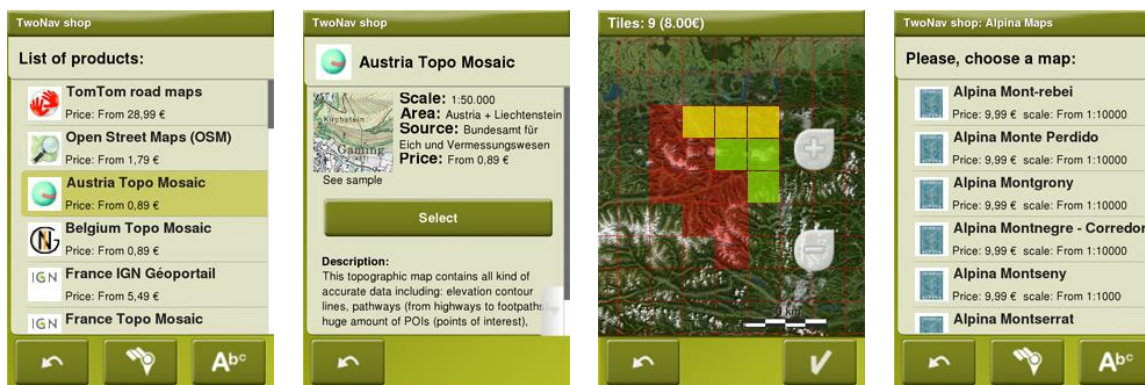 TwoNav shop
List of products:
TomTom road maps
Price: From 28,99 €
Open Street Maps (OSM)
Price: From 1,79 €
Austria Topo Mosaic
Price: From 0,89 €
Belgium Topo Mosaic
Price: From 0,89 €
IGN
France IGN Géoportail
Price: From 5,49 €
IGN
France Topo Mosaic
Abc
TwoNav shop
Austria Topo Mosaic
Scale: 1:50.000
Area: Austria + Liechtenstein
Source: Bundesamt für
Eich und Vermessungswesen
Price: From 0,89 €
Gaming
See sample
Select
Description:
This topographic map contains all kind of
accurate data including: elevation contour
lines, pathways (from highways to footpaths
huge amount of POIs (points of interest),
Tiles: 9 (8.00€)
50 km
TwoNav shop: Alpina Maps
Please, choose a map:
Alpina Mont-rebei
Price: 9,99 € scale: From 1:10000
Alpina Monte Perdido
Price: 9,99 € scale: From 1:10000
Alpina Montgrony
Price: 9,99 € scale: From 1:10000
Alpina Montnegre - Corredor
Price: 9,99 € scale: From 1:10000
Alpina Montseny
Price: 9,99 € scale: From 1:1000
Alpina Montserrat
Abc